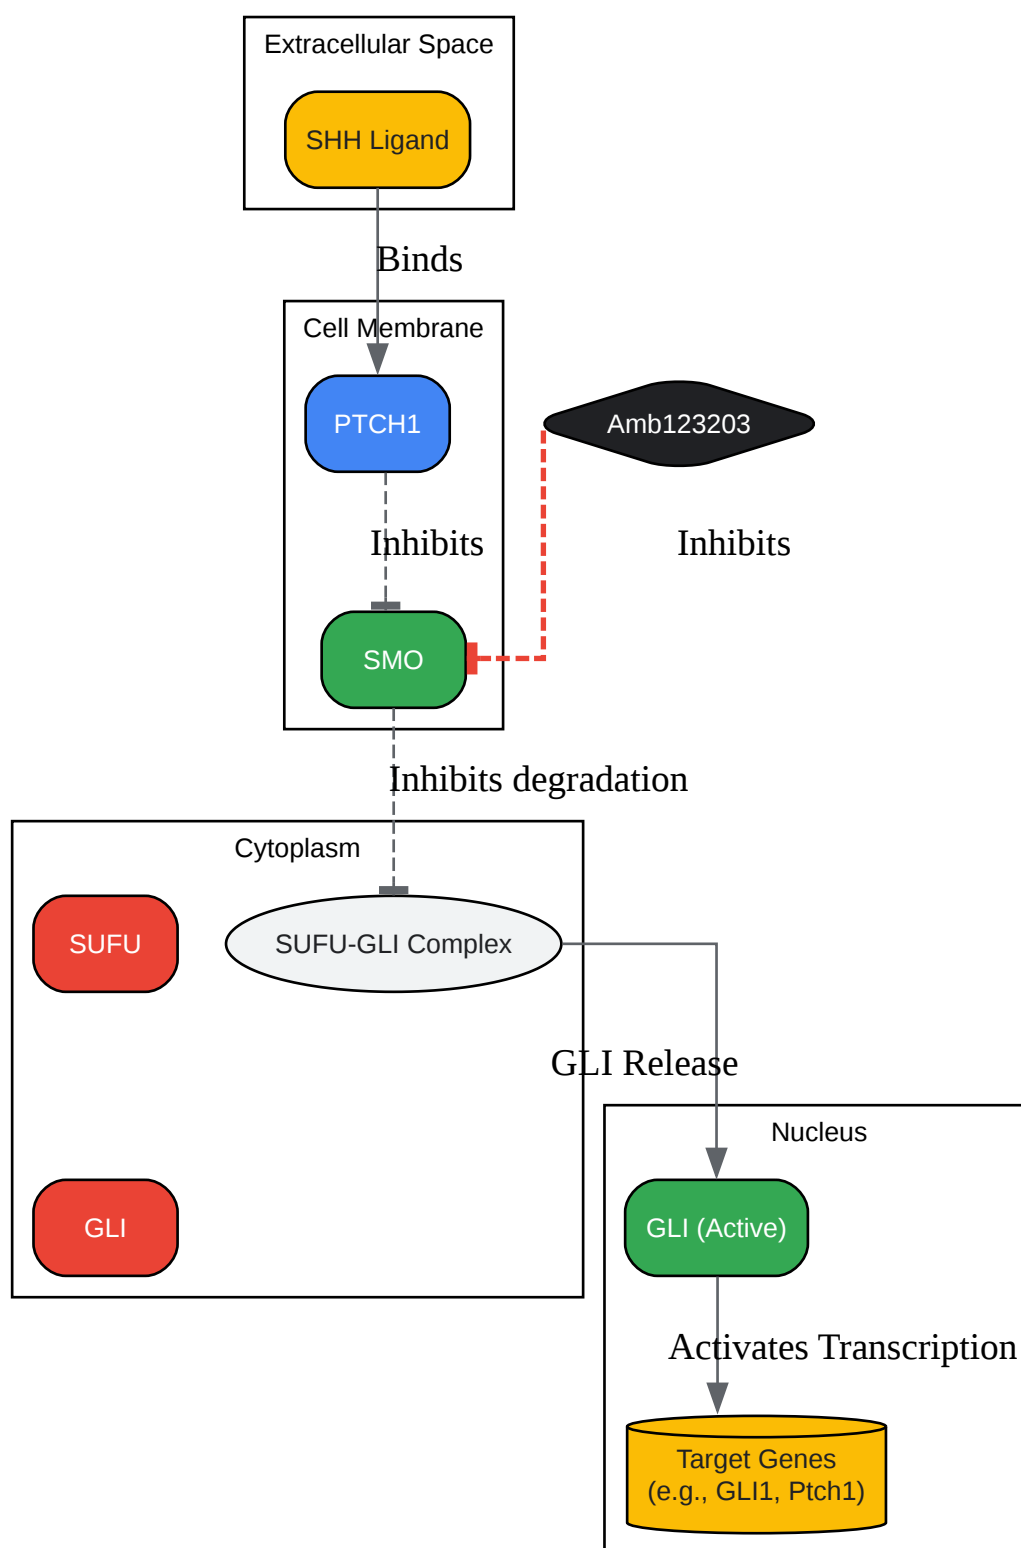 Extracellular Space
SHH Ligand
Binds
Cell Membrane
PTCH1
Amb123203
Inhibits
Inhibits
SMO
Inhibits degradation
Cytoplasm
SUFU
SUFU-GLI Complex
GLI Release
Nucleus
GLI
GLI (Active)
Activates Transcription
Target Genes
(e.g., GLI1, Ptch1)